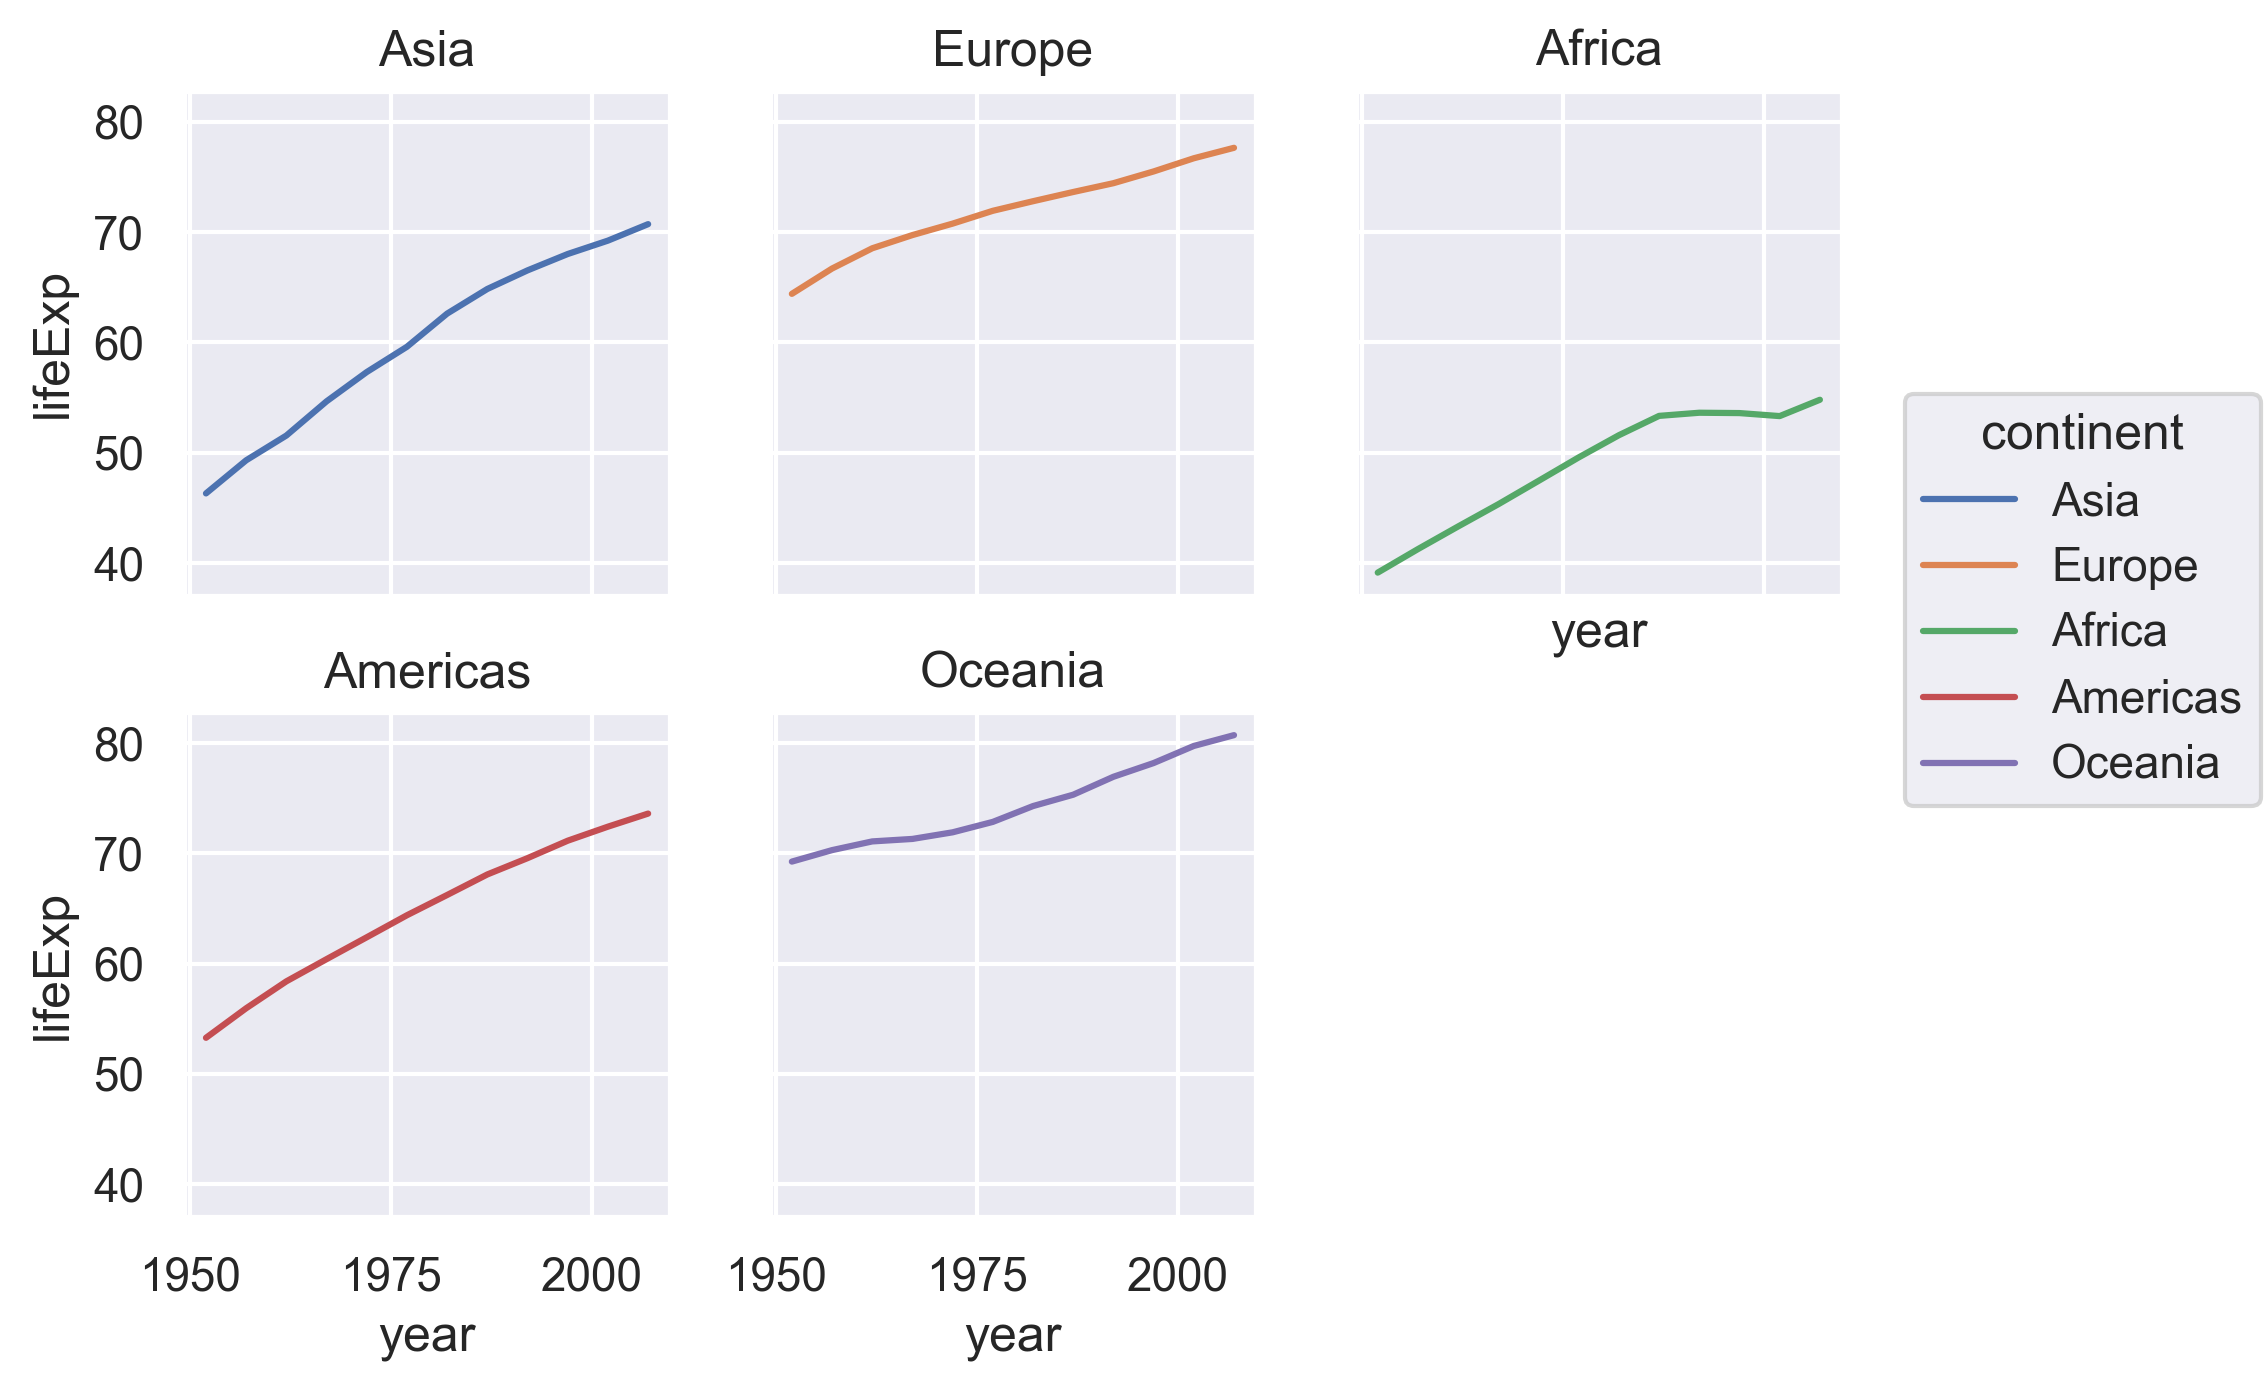 Asia
Europe
Africa
80
70
60
50
40
lifeExp
year
continent
Asia
Europe
Africa
Americas
Oceania
Americas
Oceania
80
70
60
50
40
lifeExp
1950 1975 2000
year
1950 1975 2000
year